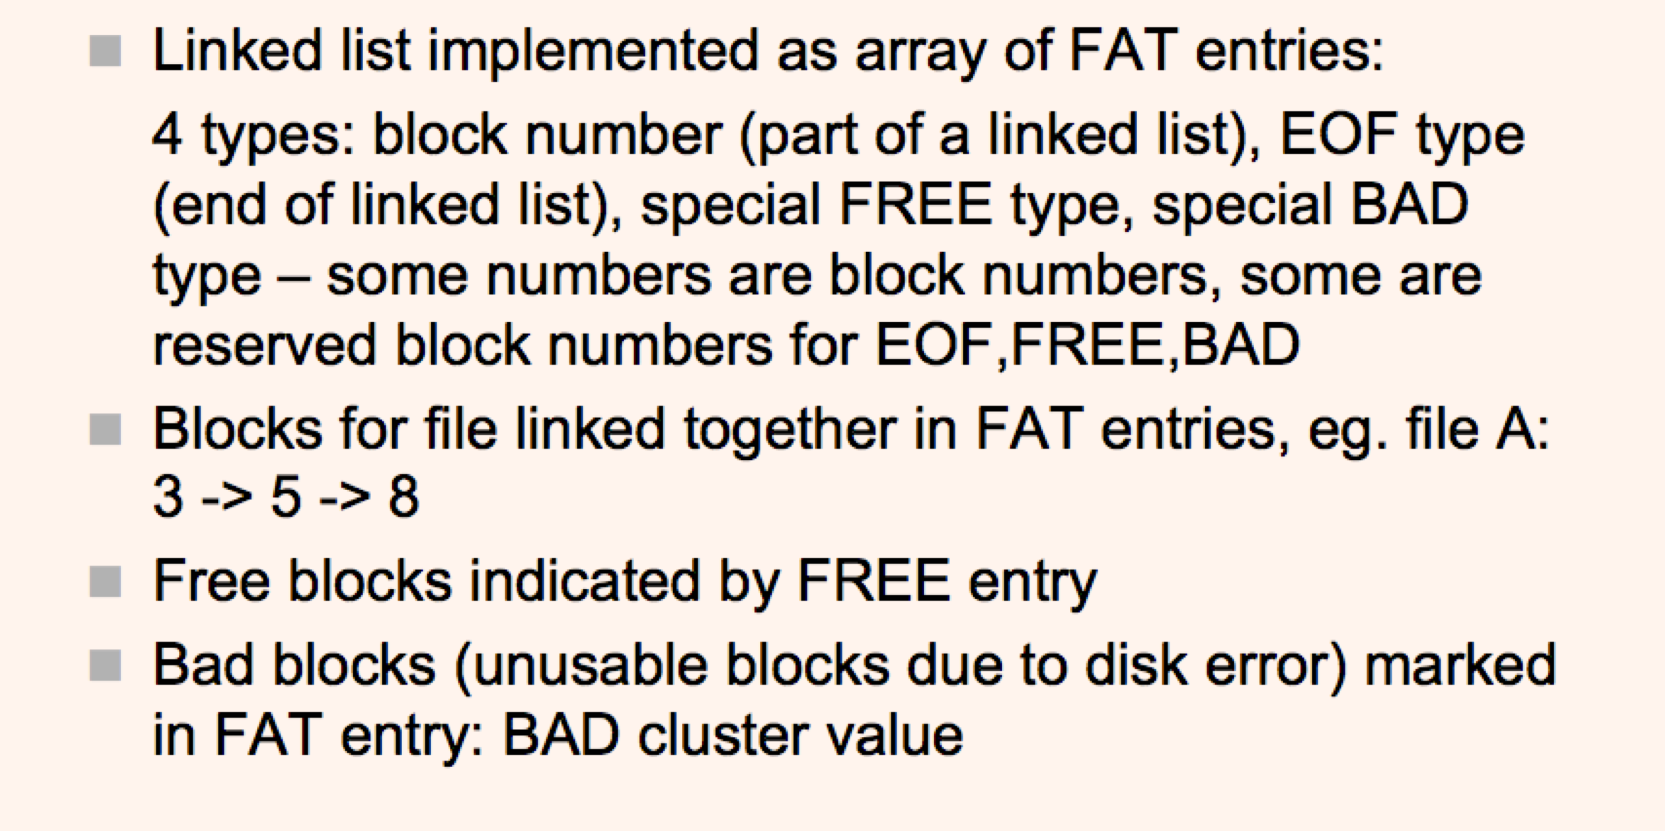 Linked list implemented as array of FAT entries:
4 types: block number (part of a linked list), EOF type
(end of linked list), special FREE type, special BAD
type – some numbers are block numbers, some are
reserved block numbers for EOF,FREE,BAD
Blocks for file linked together in FAT entries, eg. file A:
3 -> 5 -> 8
Free blocks indicated by FREE entry
Bad blocks (unusable blocks due to disk error) marked
in FAT entry: BAD cluster value